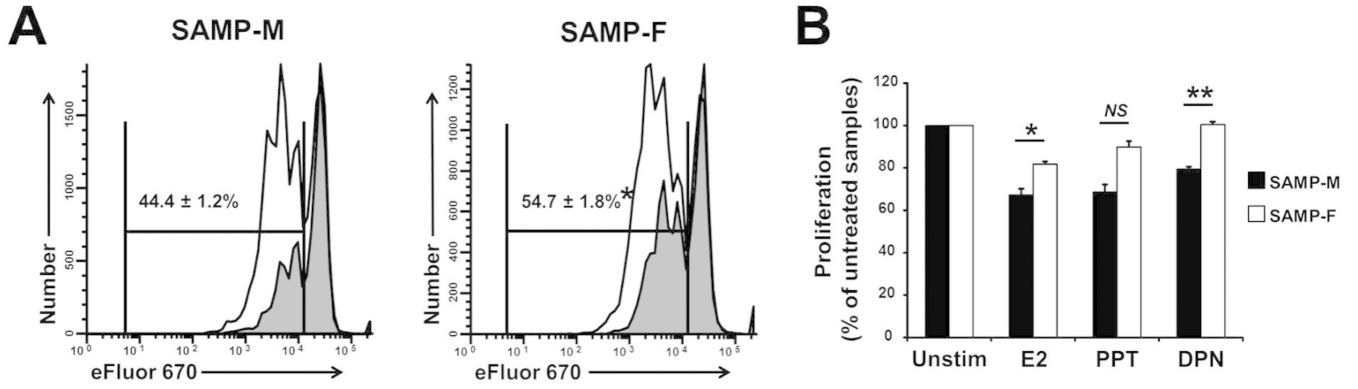 A
SAMP-M
SAMP-F
B
Number
1500
1000
500
0
44.4 ± 1.2%
10^0 10^1 10^2 10^3 10^4 10^5
eFluor 670
Number
1200
1000
800
600
400
200
0
54.7 ± 1.8%*
10^0 10^1 10^2 10^3 10^4 10^5
eFluor 670
Proliferation
(% of untreated samples)
120
100
80
60
40
20
0
*
NS
**
Unstim E2 PPT DPN
SAMP-M
SAMP-F